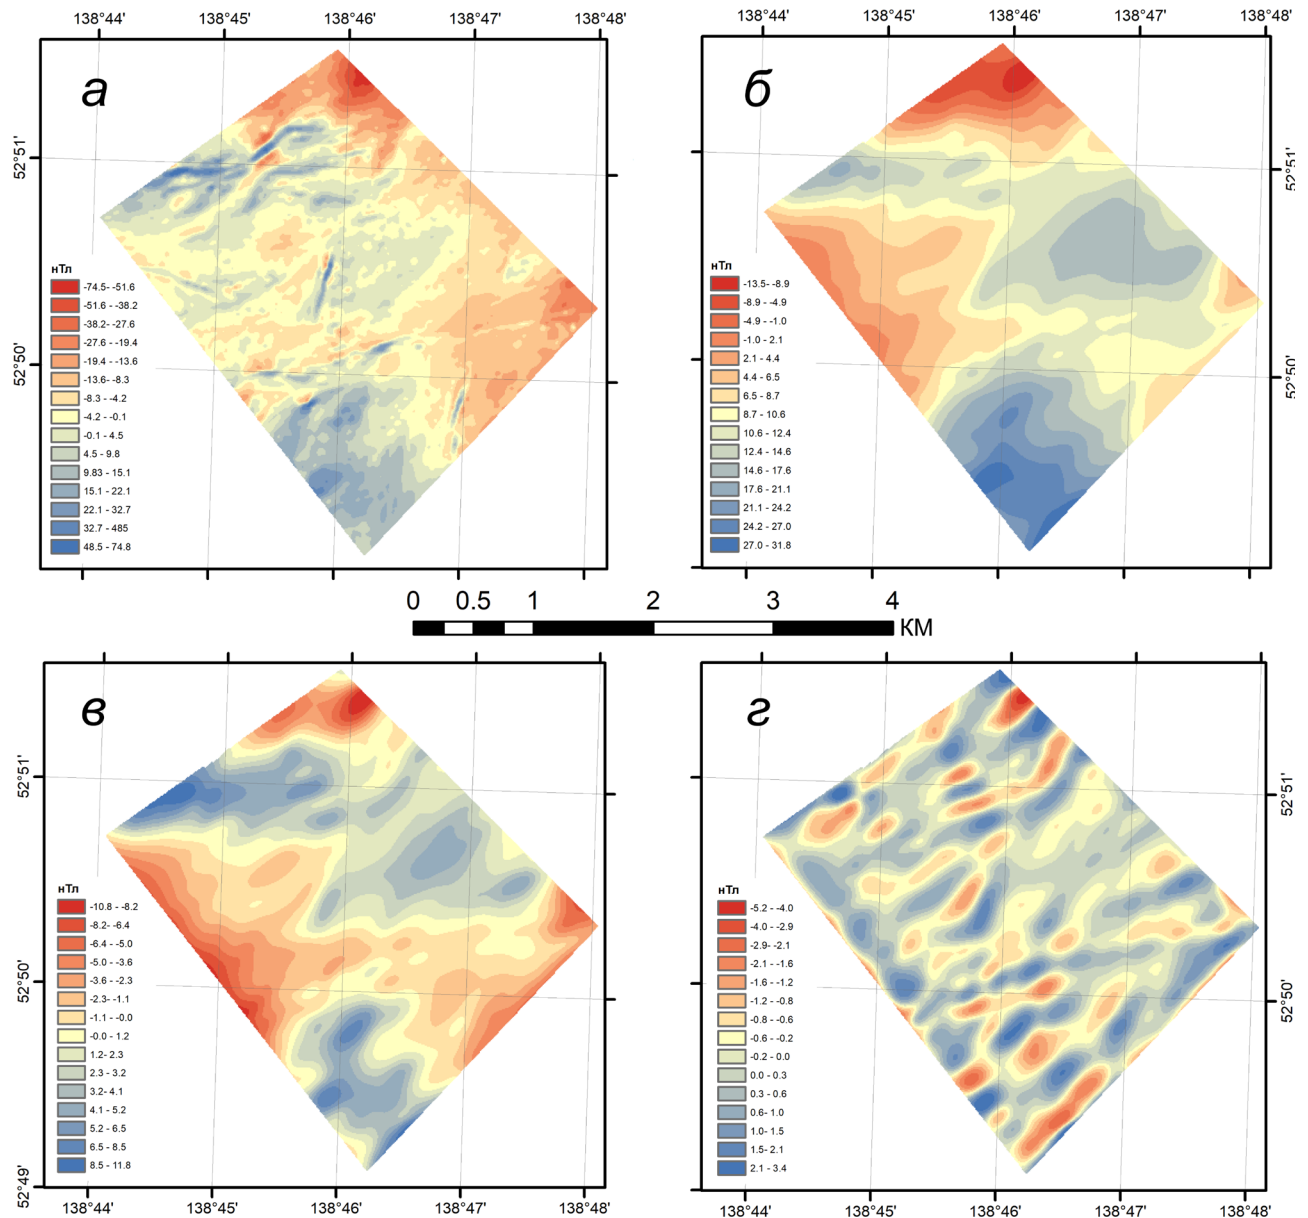 138°44'
138°45'
138°46'
138°47'
138°48'
138°44'
138°45'
138°46'
138°47'
138°48'
а
52°51'
52°50'
нТл
-74.5- -51.6
-51.6 - -38.2
-38.2- -27.6
-27.6 - -19.4
-19.4 - -13.6
-13.6 - -8.3
-8.3 - -4.2
-4.2 - -0.1
-0.1 - 4.5
4.5 - 9.8
9.83 - 15.1
15.1 - 22.1
22.1 - 32.7
32.7 - 485
48.5 - 74.8
б
52°51'
52°50'
нТл
-13.5- -8.9
-8.9 - -4.9
-4.9 - -1.0
-1.0 - 2.1
2.1 - 4.4
4.4 - 6.5
6.5 - 8.7
8.7 - 10.6
10.6 - 12.4
12.4 - 14.6
14.6 - 17.6
17.6 - 21.1
21.1 - 24.2
24.2 - 27.0
27.0 - 31.8
0 0.5 1 2 3 4
КМ
в
52°51'
52°50'
52°49'
нТл
-10.8 - -8.2
-8.2 - -6.4
-6.4 - -5.0
-5.0 - -3.6
-3.6 - -2.3
-2.3 - -1.1
-1.1 - -0.0
-0.0 - 1.2
1.2- 2.3
2.3 - 3.2
3.2- 4.1
4.1 - 5.2
5.2 - 6.5
6.5 - 8.5
8.5 - 11.8
г
52°51'
52°50'
нТл
-5.2 - -4.0
-4.0 - -2.9
-2.9 - -2.1
-2.1 - -1.6
-1.6 - -1.2
-1.2 - -0.8
-0.8 - -0.6
-0.6 - -0.2
-0.2 - 0.0
0.0 - 0.3
0.3 - 0.6
0.6- 1.0
1.0 - 1.5
1.5- 2.1
2.1 - 3.4
138°44'
138°45'
138°46'
138°47'
138°48'
138°44'
138°45'
138°46'
138°47'
138°48'